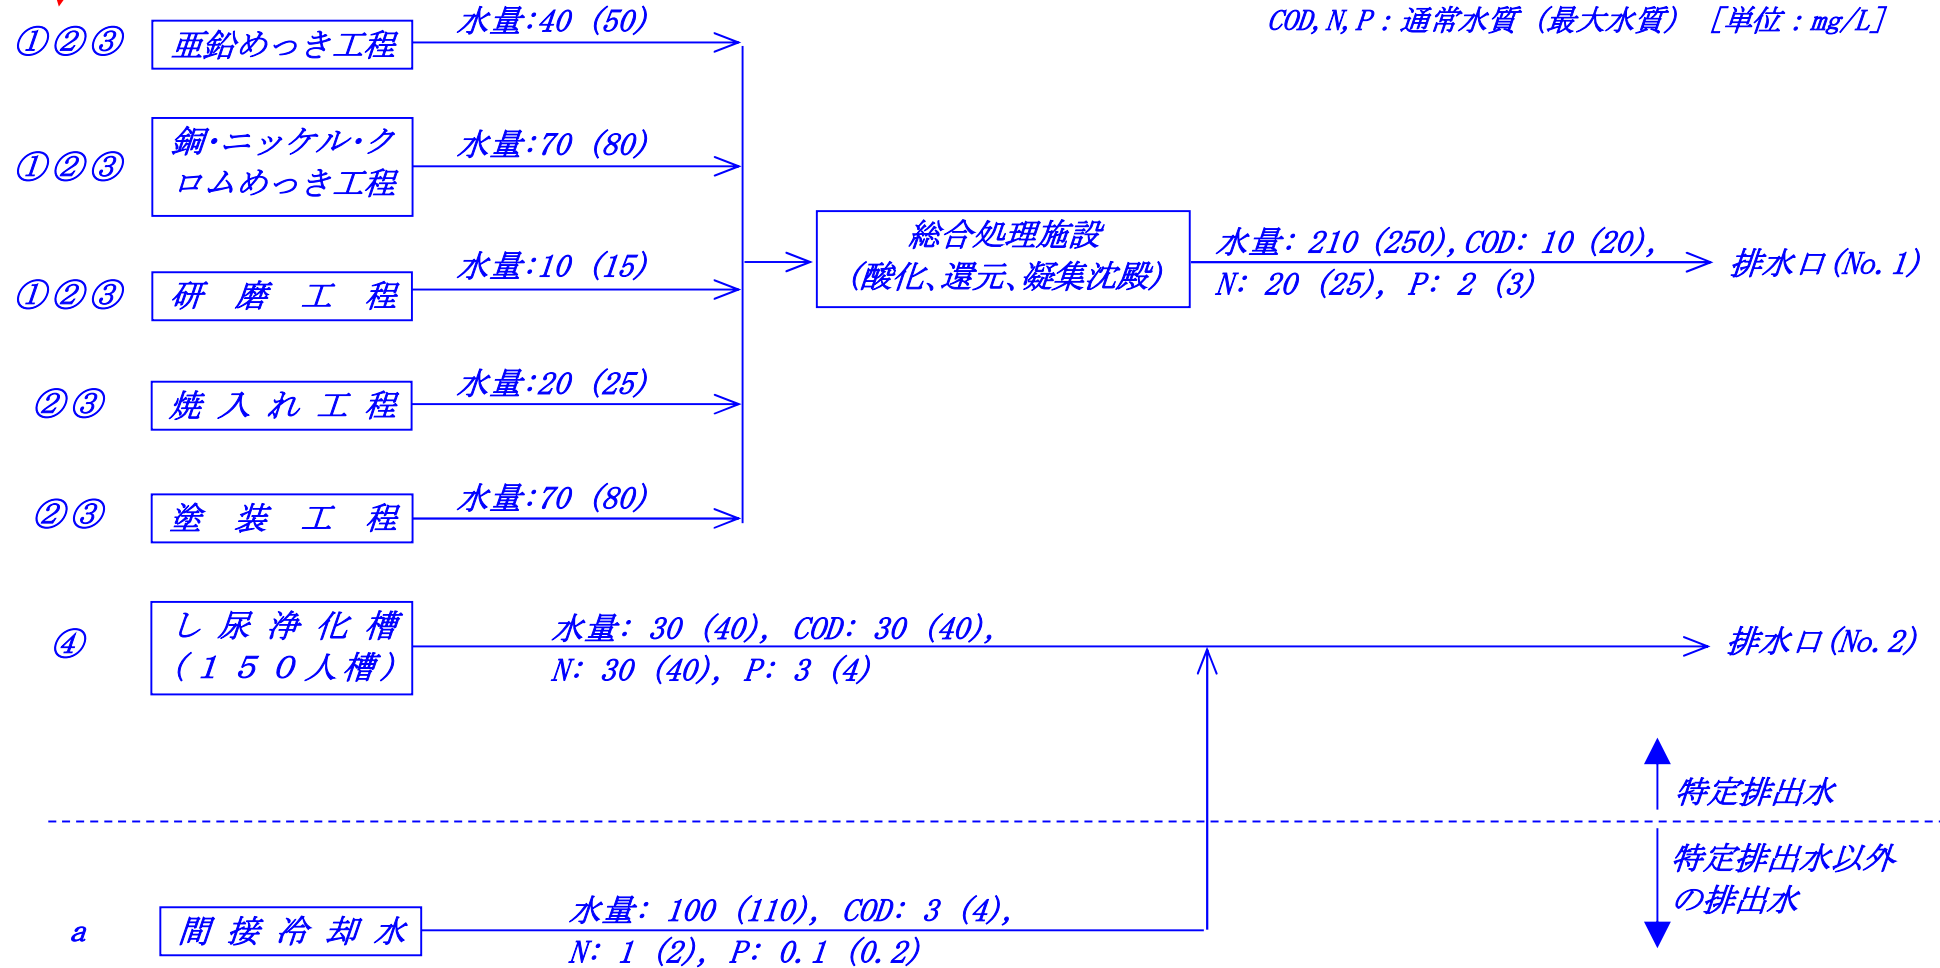 COD,N,P：通常水質（最大水質）［単位：mg/L］
①②③ 亜鉛めっき工程 水量:40 (50)
①②③ 銅・ニッケル・ク
ロムめっき工程 水量:70 (80)
①②③ 研磨工程 水量:10 (15)
②③ 焼入れ工程 水量:20 (25)
②③ 塗装工程 水量:70 (80)
総合処理施設
(酸化、還元、凝集沈殿)
水量: 210 (250),COD: 10 (20),
N: 20 (25), P: 2 (3)
排水口(No.1)
④ し尿浄化槽
(１５０人槽)
水量: 30 (40), COD: 30 (40),
N: 30 (40), P: 3 (4)
排水口(No.2)
特定排出水
特定排出水以外
の排出水
a 間接冷却水
水量: 100 (110), COD: 3 (4),
N: 1 (2), P: 0.1 (0.2)